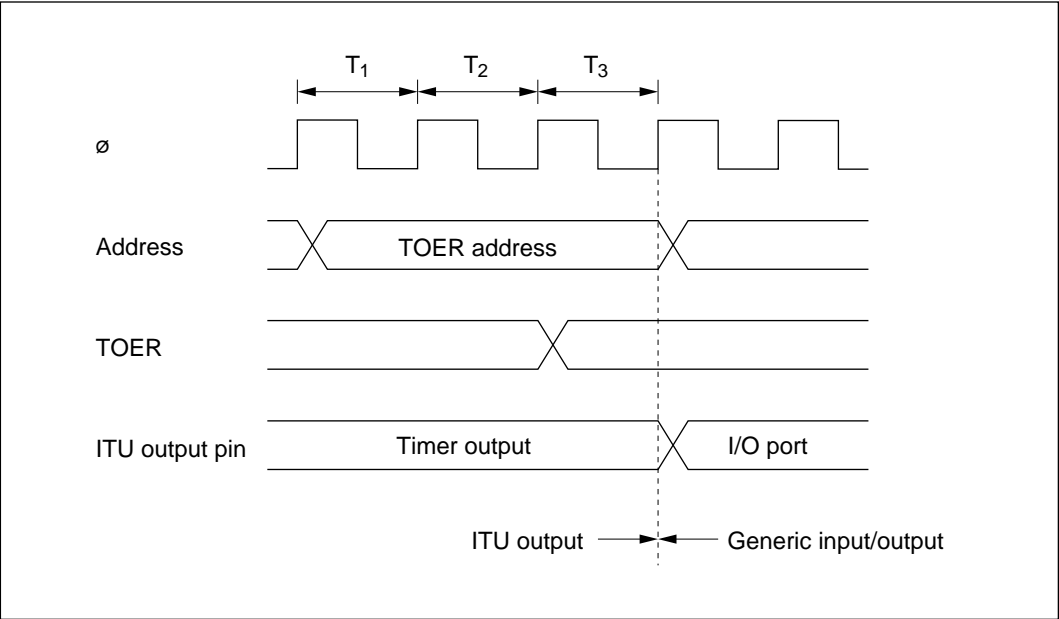 T1 T2 T3
ø
Address TOER address
TOER
ITU output pin Timer output I/O port
ITU output Generic input/output